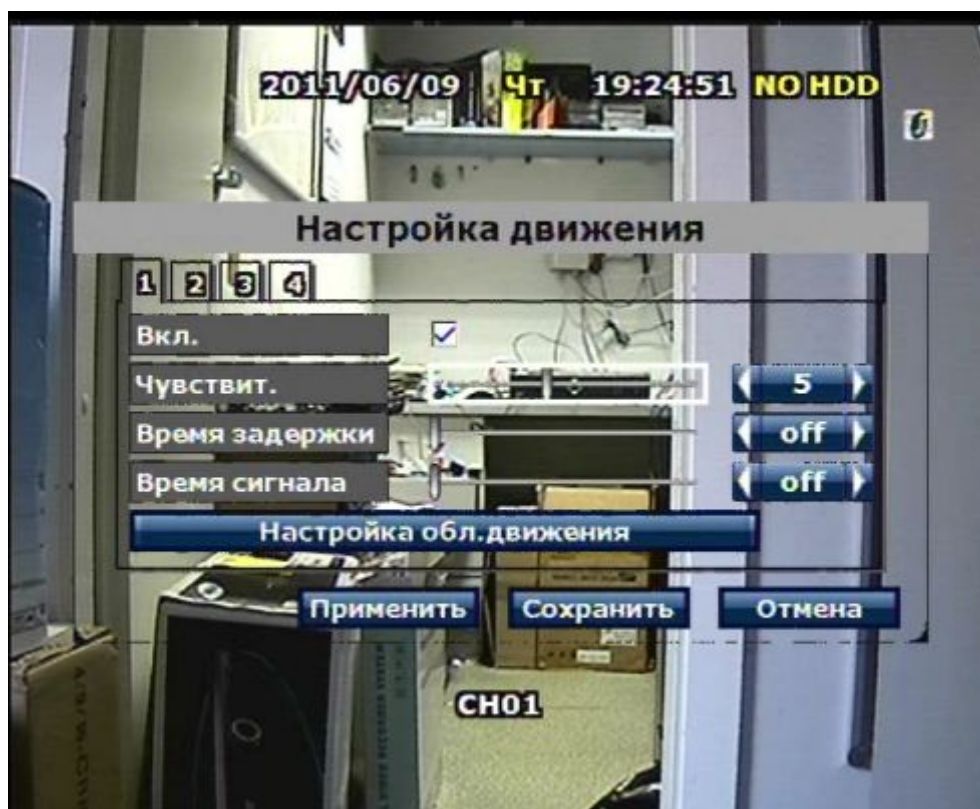 2011/06/09 Чт 19:24:51 NO HDD
Настройка движения
1 2 3 4
Вкл.
Чувствит. 5
Время задержки off
Время сигнала off
Настройка обл.движения
Применить Сохранить Отмена
CH01